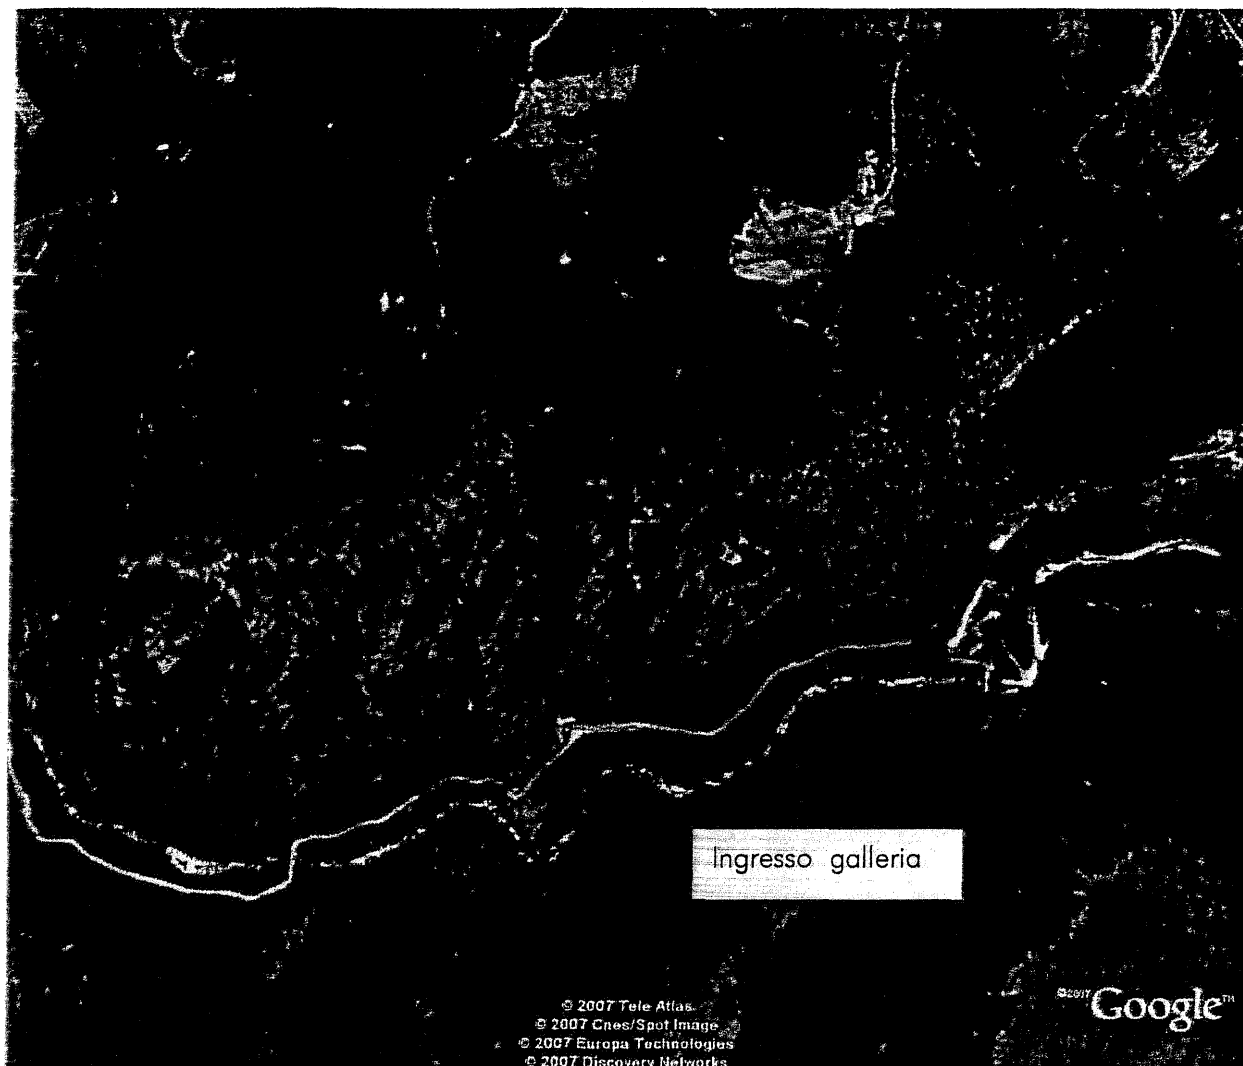 Ingresso galleria
© 2007 Tele Atlas
© 2007 Cnes/Spot Image
© 2007 Europa Technologies
© 2007 Discovery Networks
©2007 Google™